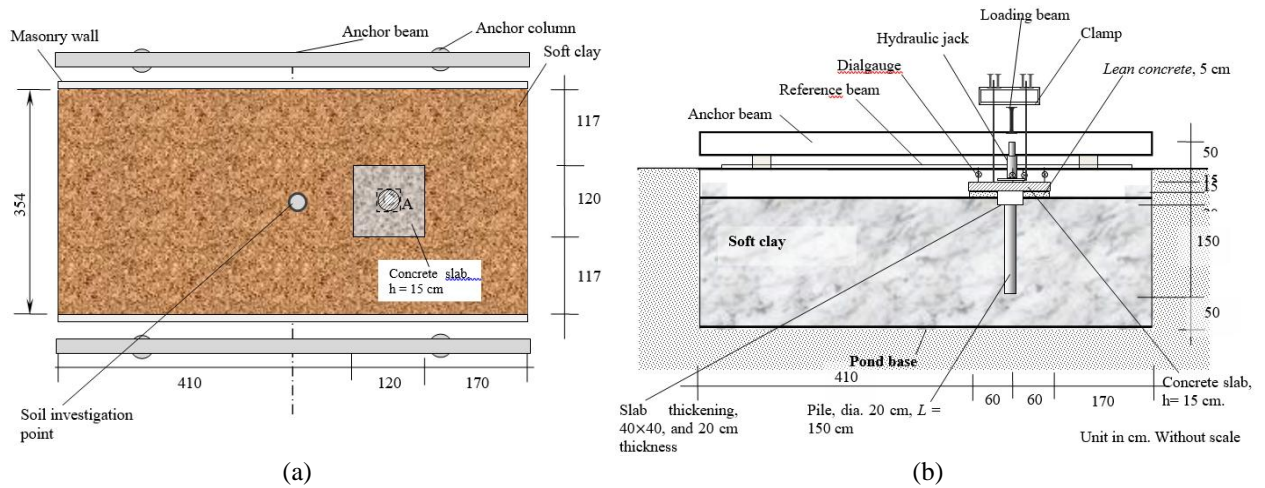 Masonry wall
Anchor beam
Anchor column
Soft clay
117
354
120
A
Concrete slab,
h = 15 cm
117
410
120
170
Soil investigation
point
(a)
Loading beam
Hydraulic jack
Clamp
Dialgauge
Lean concrete, 5 cm
Reference beam
Anchor beam
50
15
15
Soft clay
150
50
Pond base
410
60
60
170
Concrete slab,
h= 15 cm.
Slab thickening,
40×40, and 20 cm
thickness
Pile, dia. 20 cm, L =
150 cm
Unit in cm. Without scale
(b)